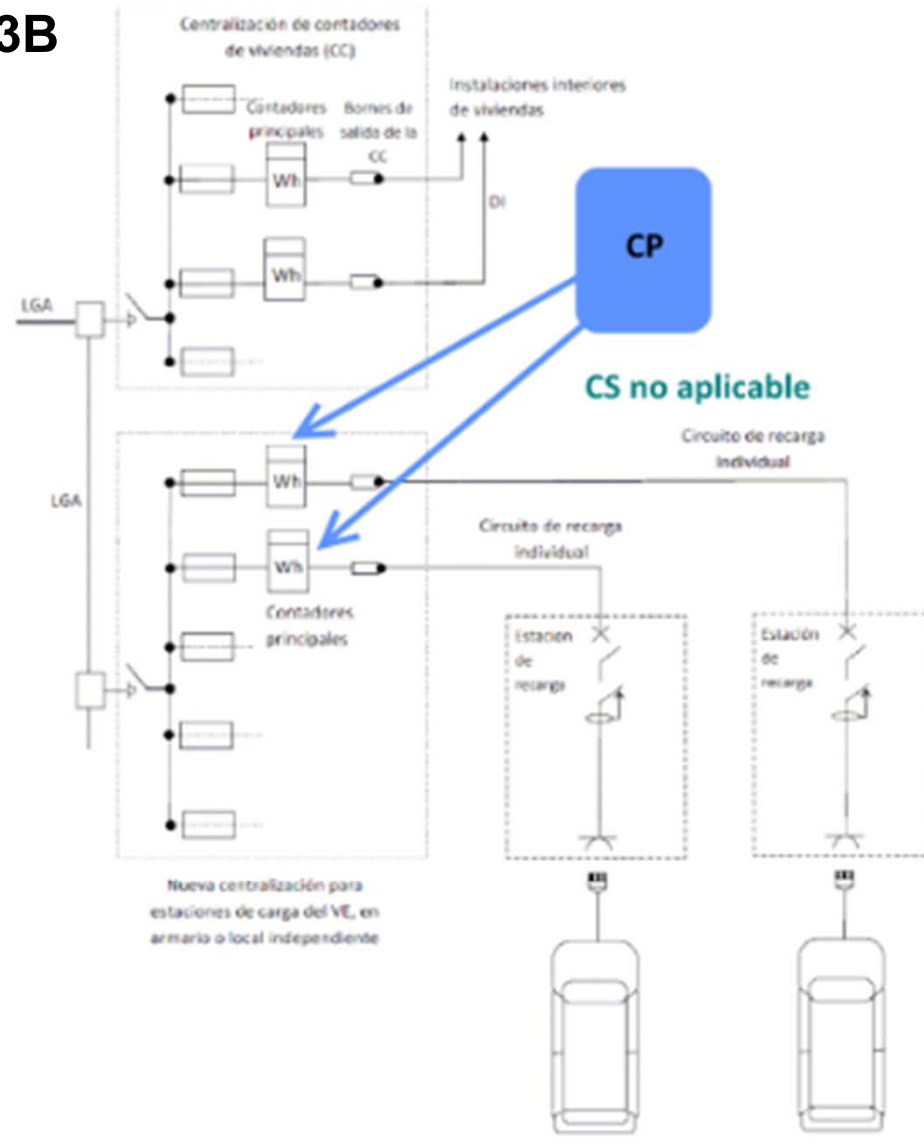 3B
Centralización de contadores
de viviendas (CC)
Instalaciones interiores
de viviendas
Contadores
principales
Bornes de
salida de la
CC
Wh
DI
CP
Wh
LGA
CS no aplicable
Circuito de recarga
individual
Wh
LGA
Circuito de recarga
individual
Wh
Contadores
principales
Estación
de
recarga
Estación
de
recarga
Nueva centralización para
estaciones de carga del VE, en
armario o local independiente